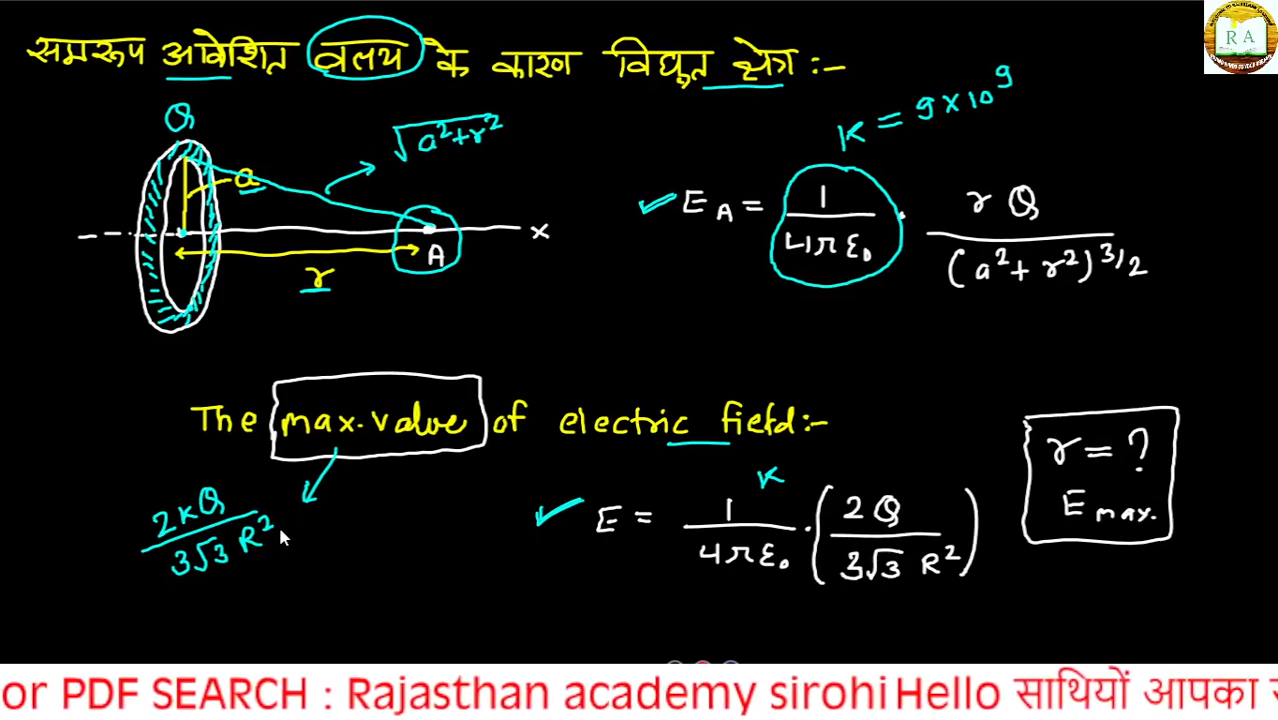 समरूप आवेशित वलय के कारण विद्युत क्षेत्र :-
R A
K = 9 × 10^9
Q
√a²+r²
a
A
x
r
E_A = 1/4πε₀ · rQ/(a²+r²)^3/2
The max. value of electric field :-
r = ?
E max.
2KQ/3√3 R²
K
E = 1/4πε₀ · (2Q/3√3 R²)
or PDF SEARCH : Rajasthan academy sirohi Hello साथियों आपका